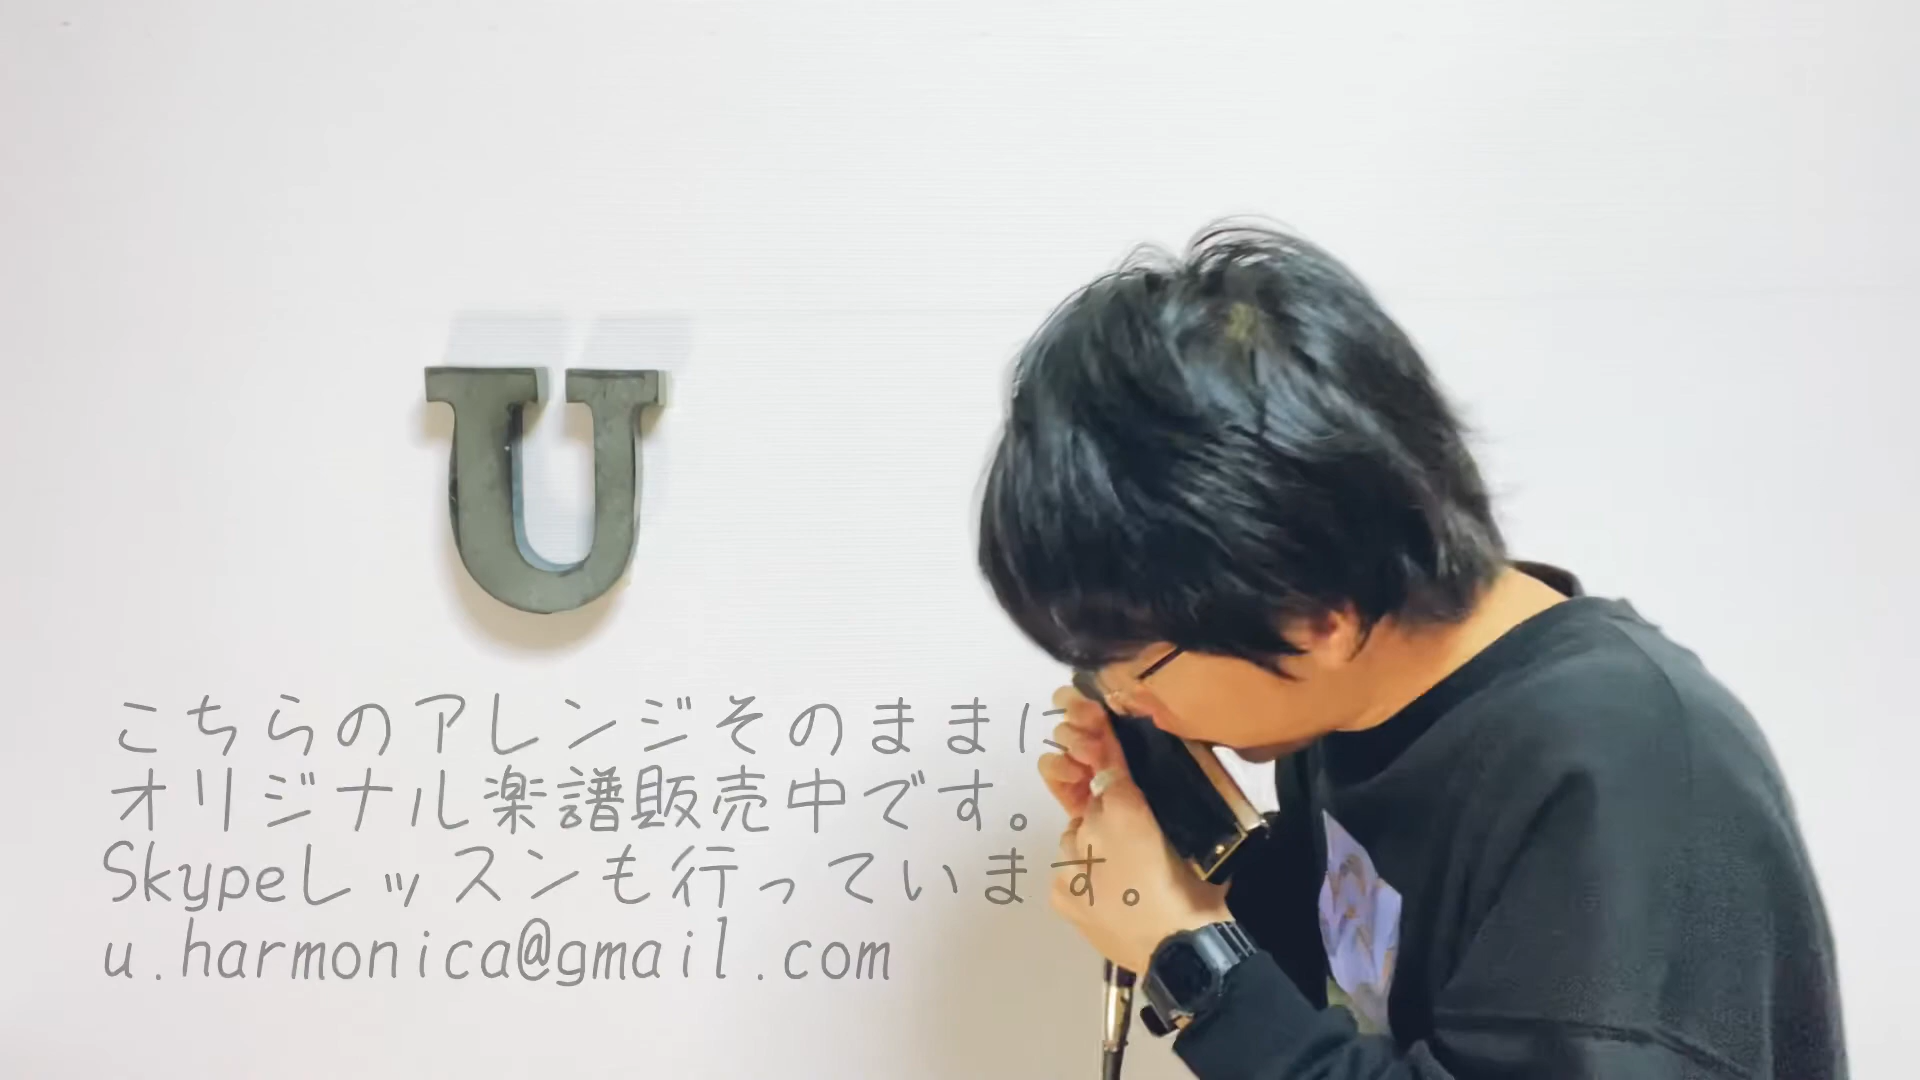 U
こちらのアレンジそのままに
オリジナル楽譜販売中です。
Skypeレッスンも行っています。
u.harmonica@gmail.com